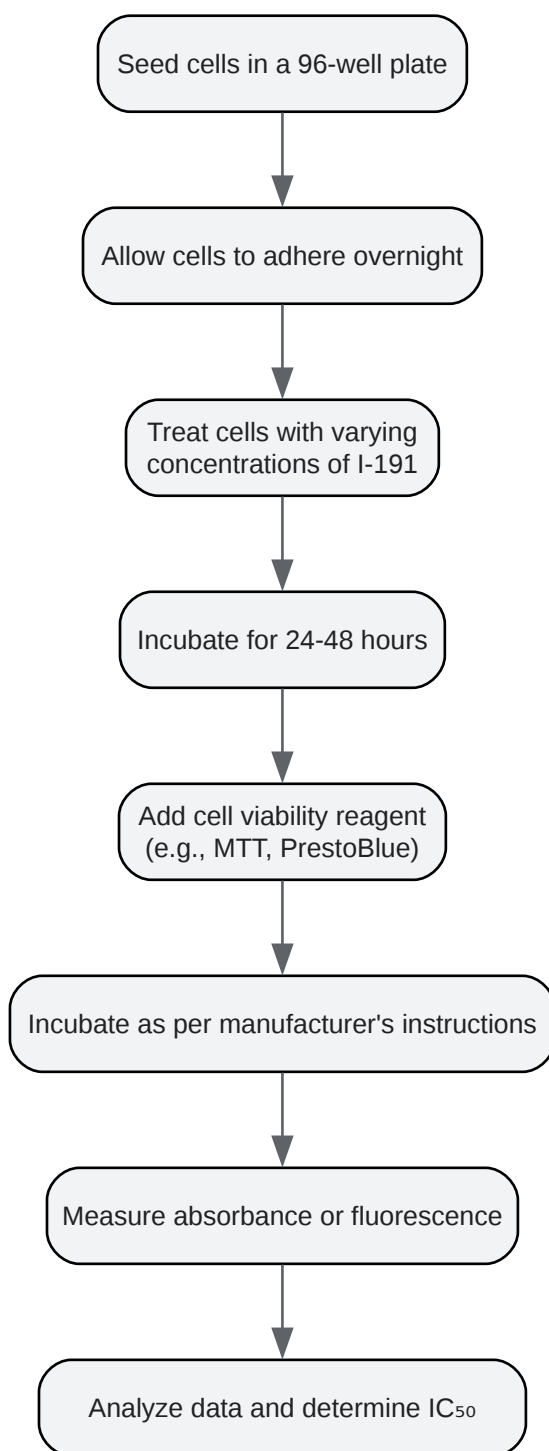 Seed cells in a 96-well plate
Allow cells to adhere overnight
Treat cells with varying
concentrations of I-191
Incubate for 24-48 hours
Add cell viability reagent
(e.g., MTT, PrestoBlue)
Incubate as per manufacturer's instructions
Measure absorbance or fluorescence
Analyze data and determine IC₅₀